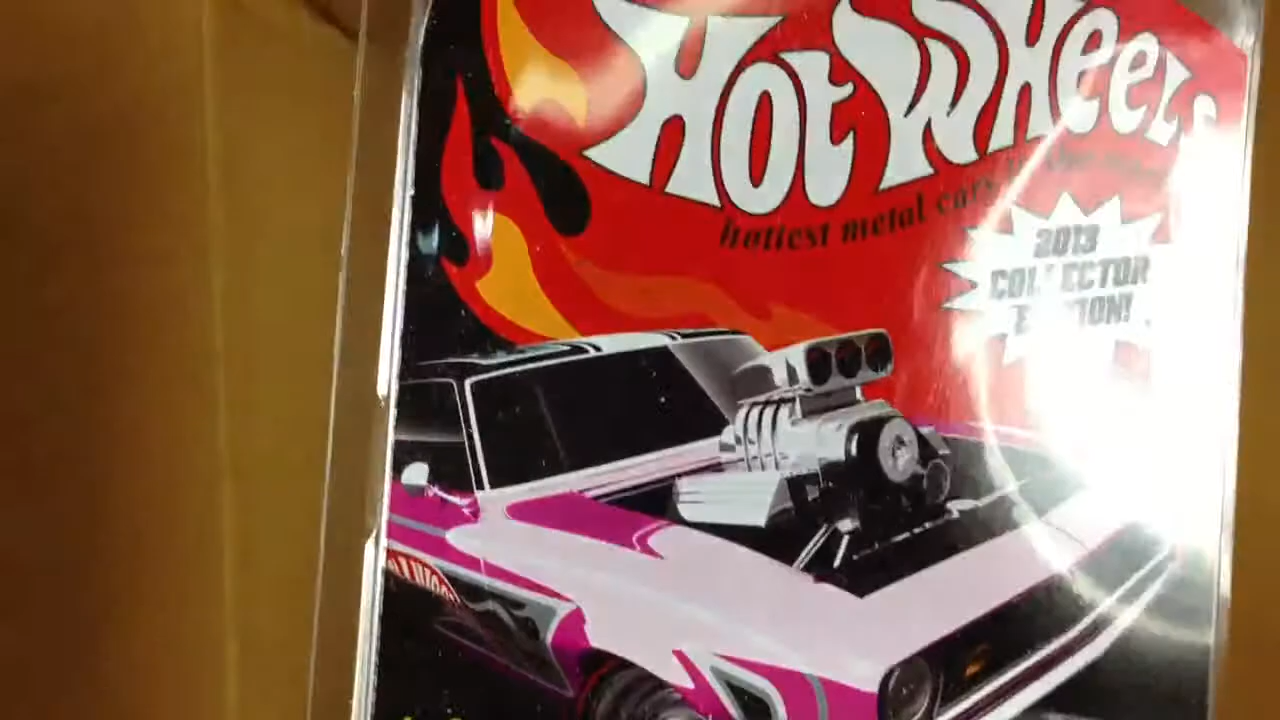 Hot Wheels
hottest metal cars
2013
COLLECTOR
EDITION!